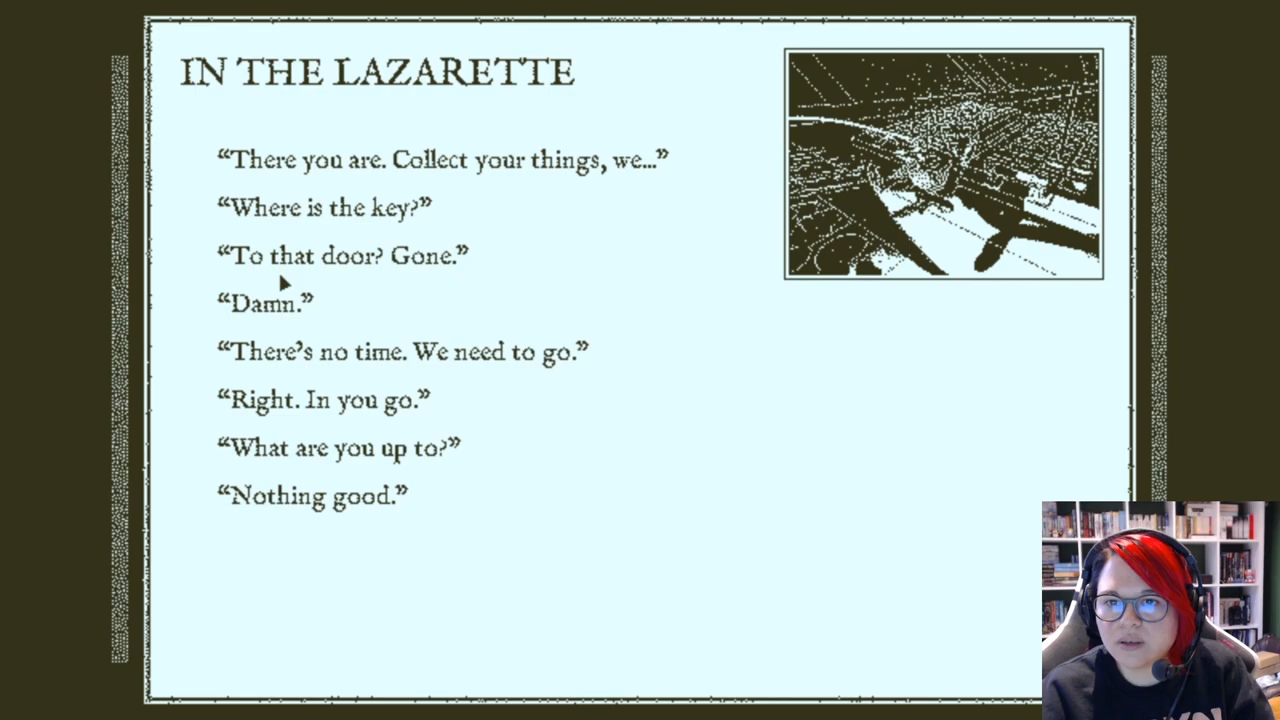 IN THE LAZARETTE
“There you are. Collect your things, we...”
“Where is the key?”
“To that door? Gone.”
“Damn.”
“There’s no time. We need to go.”
“Right. In you go.”
“What are you up to?”
“Nothing good.”